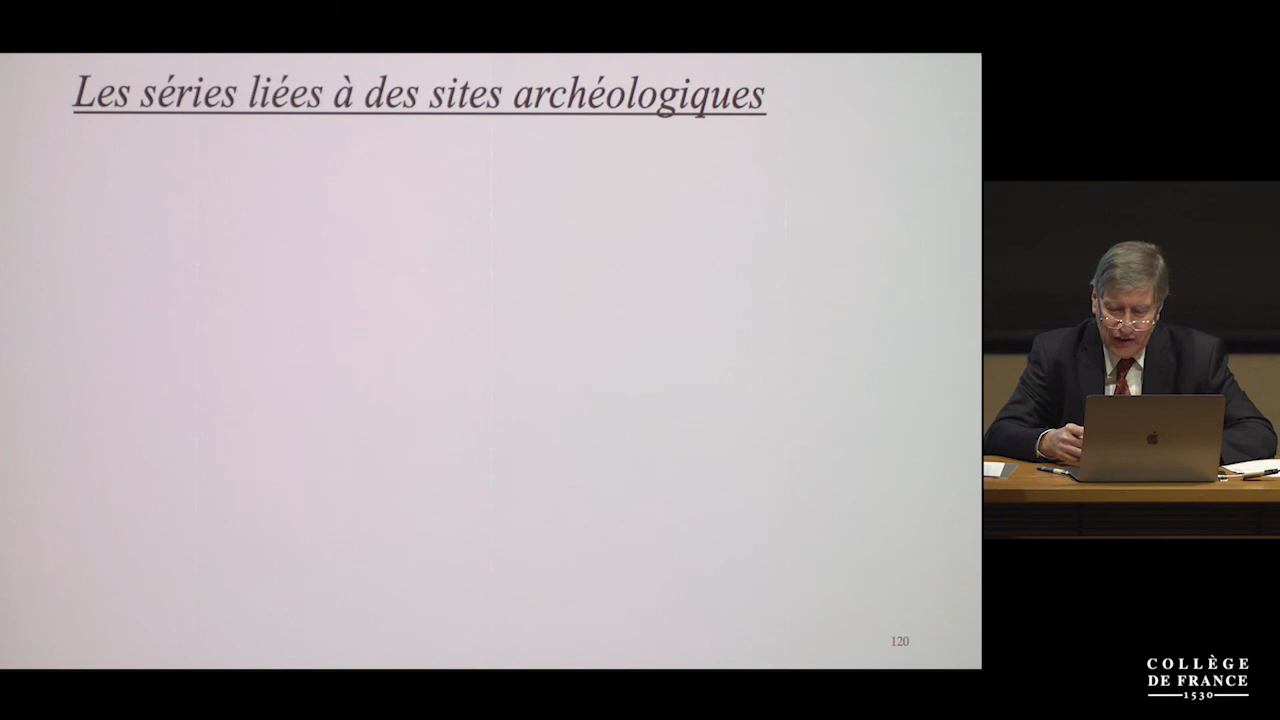 Les séries liées à des sites archéologiques
120
COLLÈGE
DE FRANCE
1530